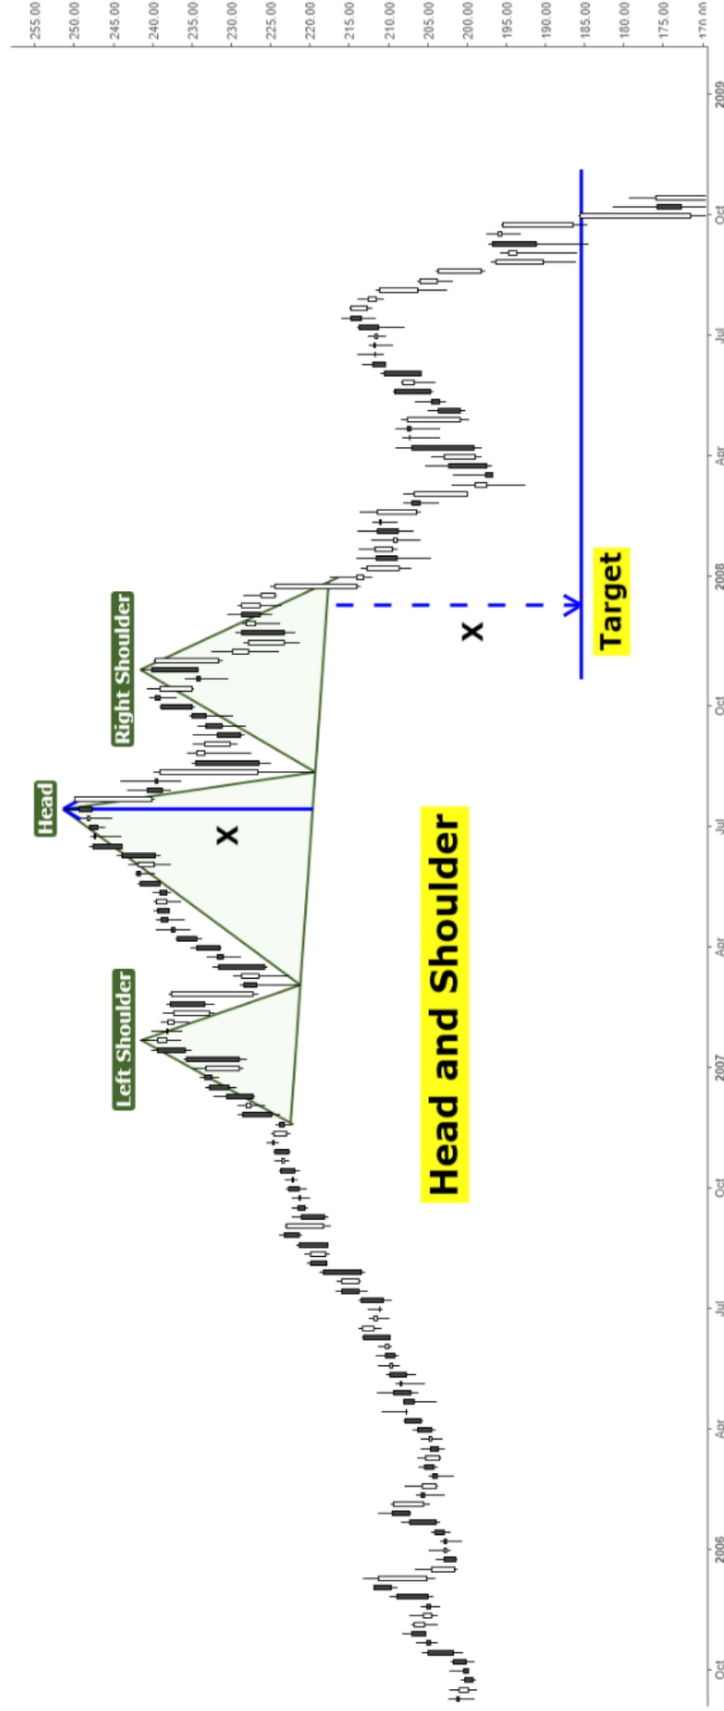 Head
Left Shoulder
Right Shoulder
X
X
Head and Shoulder
Target
255.00
250.00
245.00
240.00
235.00
230.00
225.00
220.00
215.00
210.00
205.00
200.00
195.00
190.00
185.00
180.00
175.00
Oct
2006
Apr
Jul
Oct
2007
Apr
Jul
Oct
2008
Apr
Jul
Oct
2009